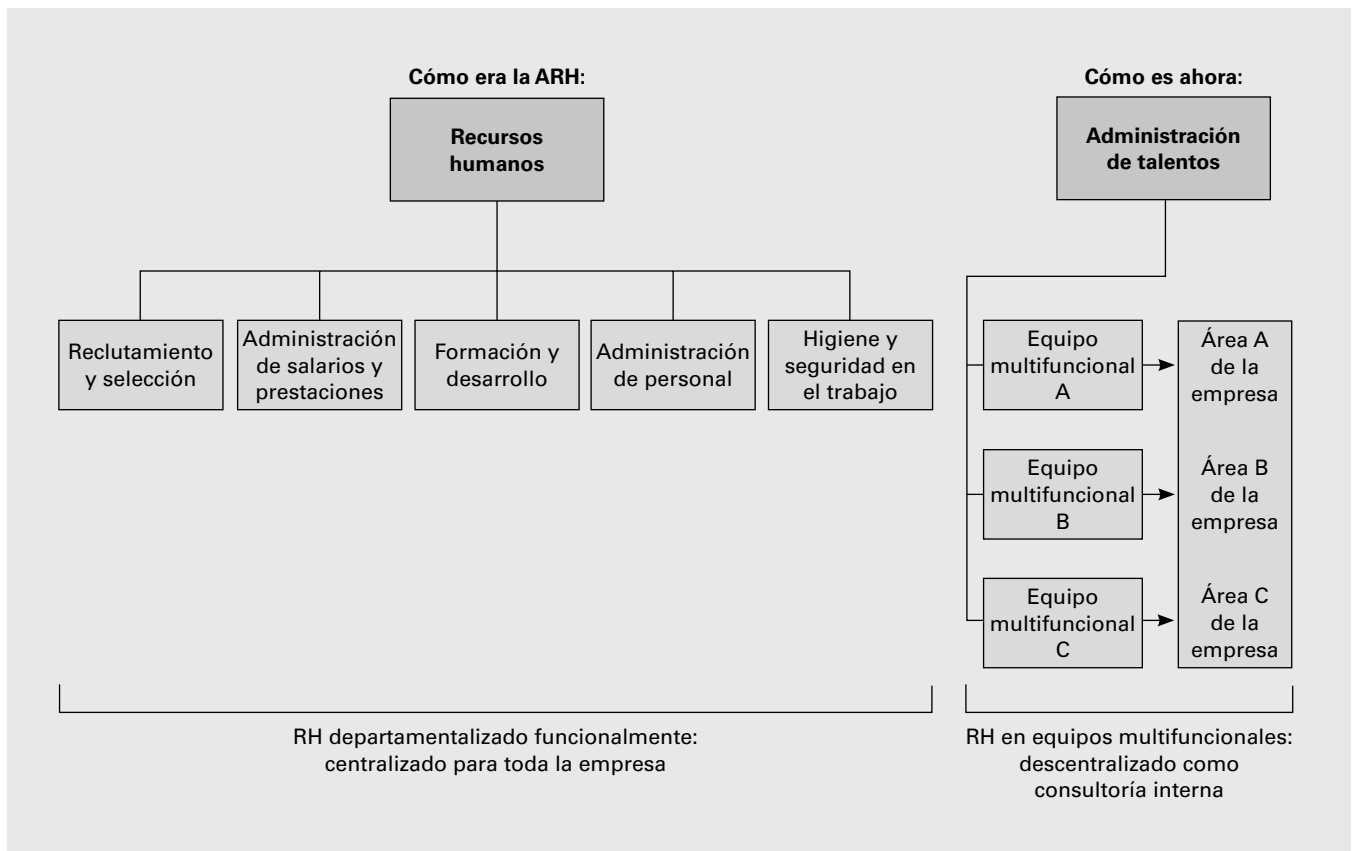 Cómo era la ARH:
Recursos
humanos
Reclutamiento
y selección
Administración
de salarios y
prestaciones
Formación y
desarrollo
Administración
de personal
Higiene y
seguridad en
el trabajo
RH departamentalizado funcionalmente:
centralizado para toda la empresa
Cómo es ahora:
Administración
de talentos
Equipo
multifuncional
A
Área A
de la
empresa
Equipo
multifuncional
B
Área B
de la
empresa
Equipo
multifuncional
C
Área C
de la
empresa
RH en equipos multifuncionales:
descentralizado como
consultoría interna